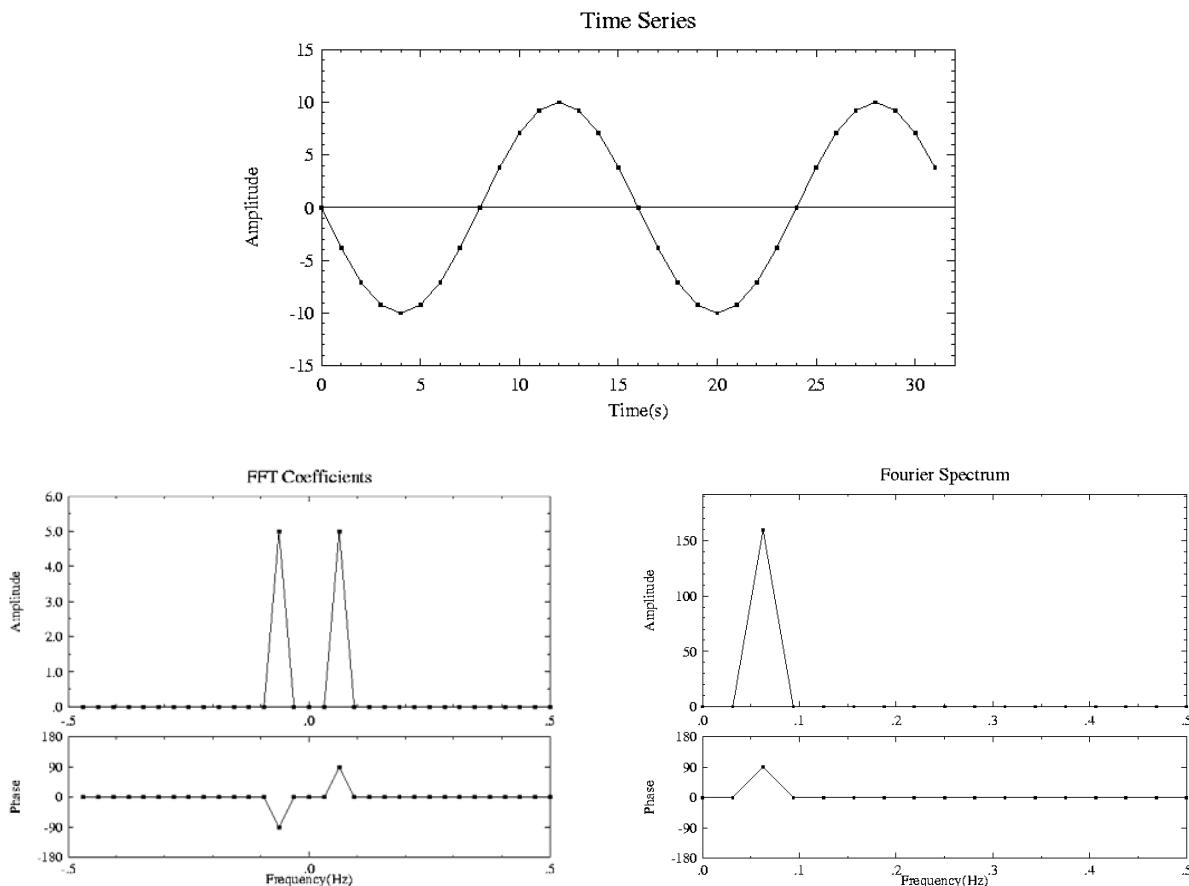 Time Series
15
10
5
0
-5
-10
-15
Amplitude
0 5 10 15 20 25 30
Time(s)
FFT Coefficients
6.0
5.0
4.0
3.0
2.0
1.0
.0
Amplitude
-.5 .0 .5
180
90
0
-90
-180
Phase
-.5 .0 .5
Frequency(Hz)
Fourier Spectrum
150
100
50
0
Amplitude
.0 .1 .2 .3 .4 .5
180
90
0
-90
-180
Phase
.0 .1 .2 .3 .4 .5
Frequency(Hz)